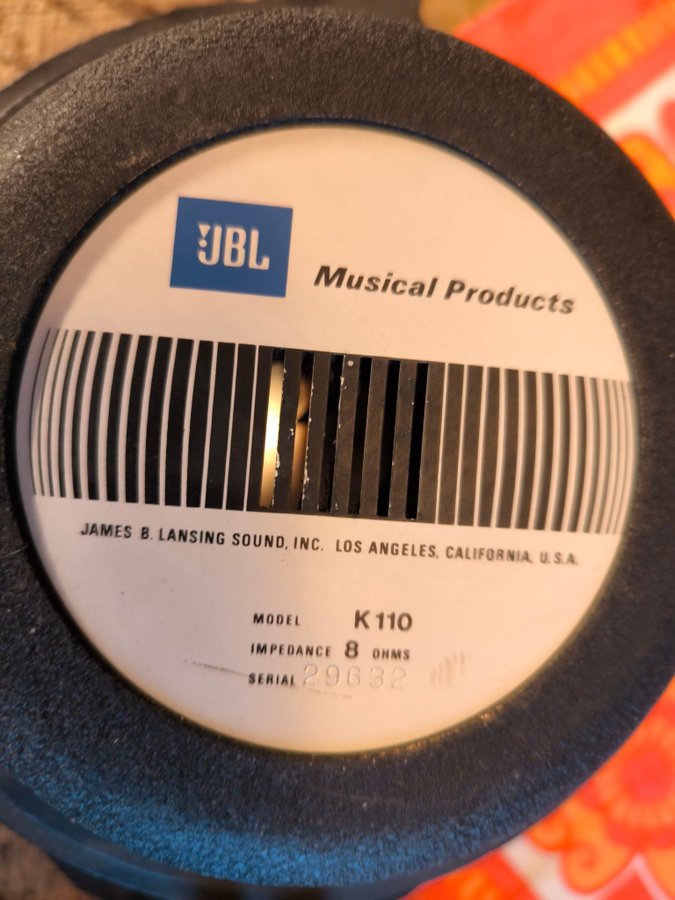 JBL
Musical Products
JAMES B. LANSING SOUND, INC. LOS ANGELES, CALIFORNIA, U.S.A.
MODEL K110
IMPEDANCE 8 OHMS
SERIAL 29632